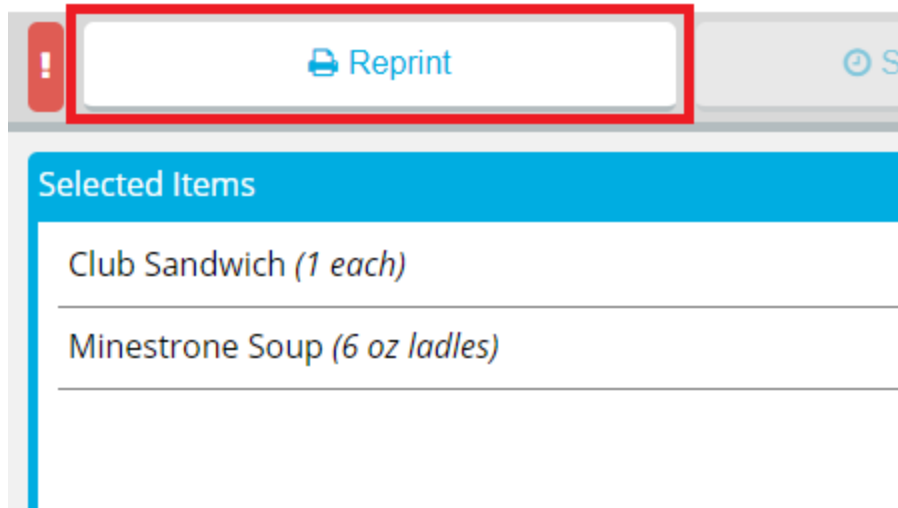 !
Reprint
S
Selected Items
Club Sandwich (1 each)
Minestrone Soup (6 oz ladles)